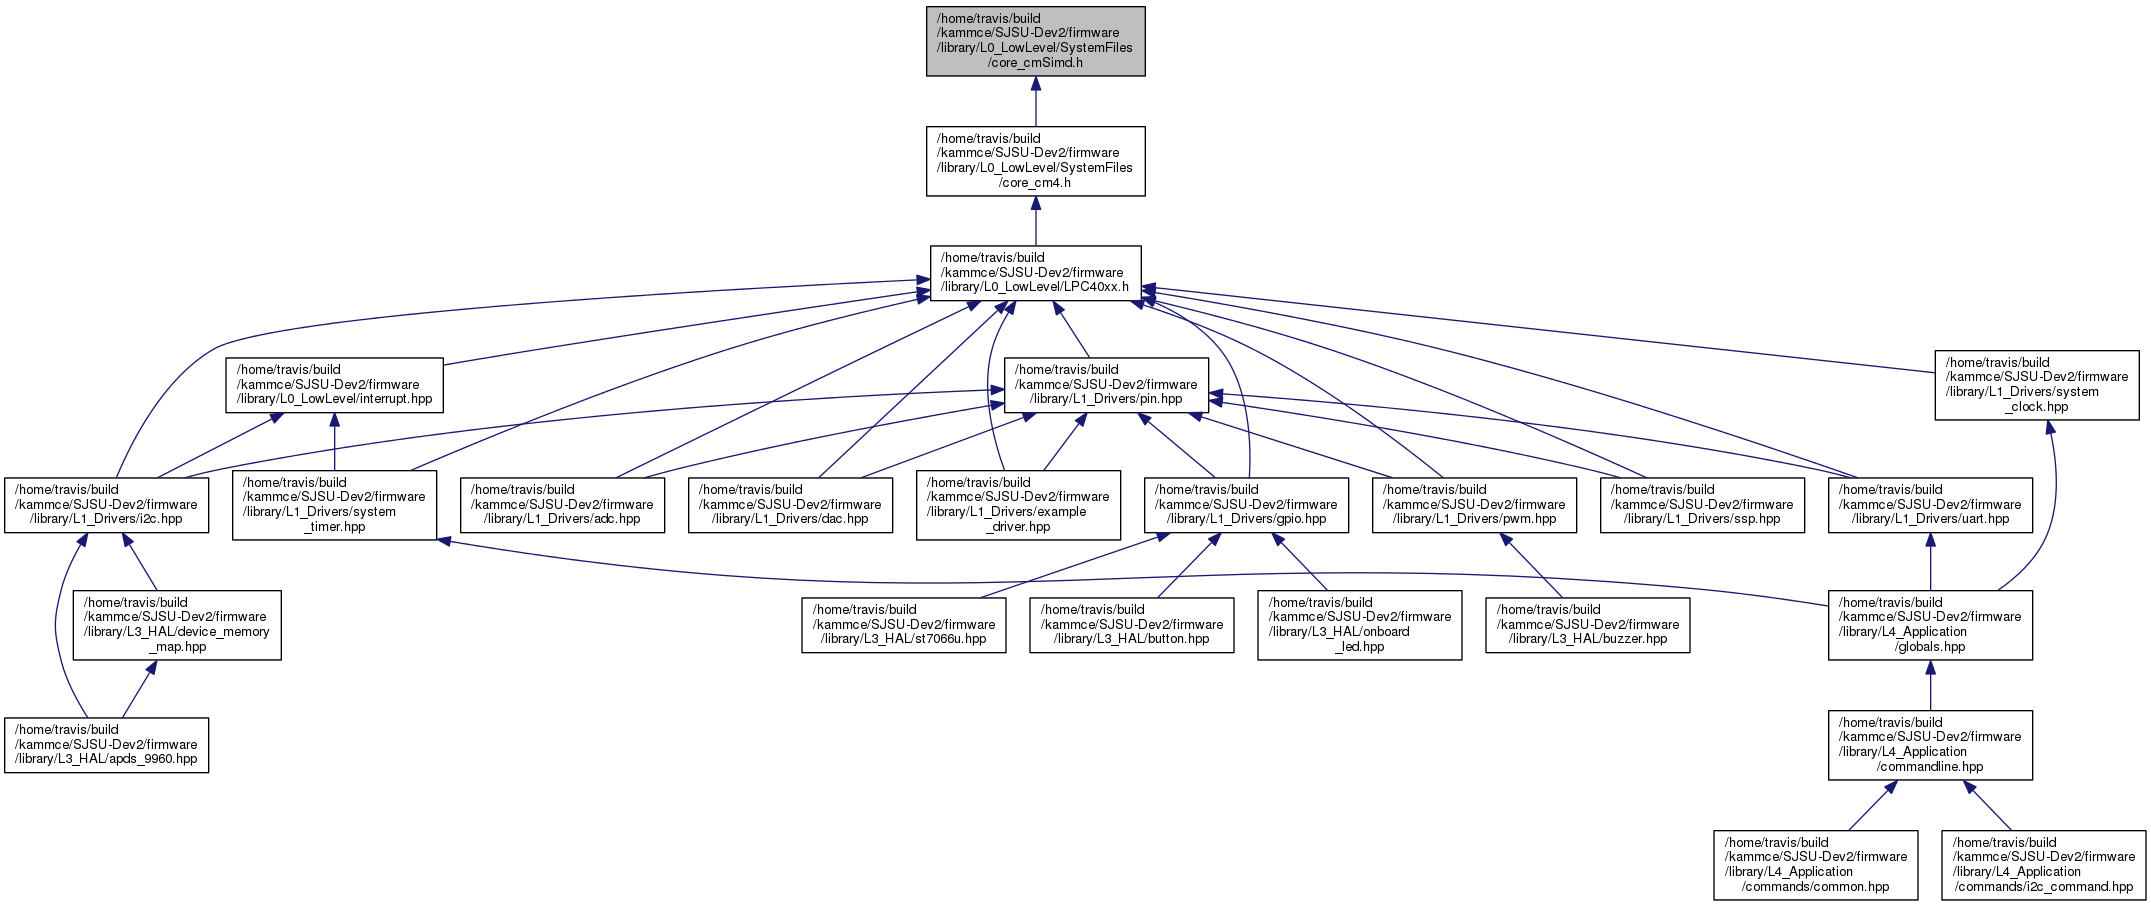 /home/travis/build
/kammce/SJSU-Dev2/firmware
/library/L0_LowLevel/SystemFiles
/core_cmSimd.h
/home/travis/build
/kammce/SJSU-Dev2/firmware
/library/L0_LowLevel/SystemFiles
/core_cm4.h
/home/travis/build
/kammce/SJSU-Dev2/firmware
/library/L0_LowLevel/LPC40xx.h
/home/travis/build
/kammce/SJSU-Dev2/firmware
/library/L0_LowLevel/interrupt.hpp
/home/travis/build
/kammce/SJSU-Dev2/firmware
/library/L1_Drivers/pin.hpp
/home/travis/build
/kammce/SJSU-Dev2/firmware
/library/L1_Drivers/system
_clock.hpp
/home/travis/build
/kammce/SJSU-Dev2/firmware
/library/L1_Drivers/i2c.hpp
/home/travis/build
/kammce/SJSU-Dev2/firmware
/library/L1_Drivers/system
_timer.hpp
/home/travis/build
/kammce/SJSU-Dev2/firmware
/library/L1_Drivers/adc.hpp
/home/travis/build
/kammce/SJSU-Dev2/firmware
/library/L1_Drivers/dac.hpp
/home/travis/build
/kammce/SJSU-Dev2/firmware
/library/L1_Drivers/example
_driver.hpp
/home/travis/build
/kammce/SJSU-Dev2/firmware
/library/L1_Drivers/gpio.hpp
/home/travis/build
/kammce/SJSU-Dev2/firmware
/library/L1_Drivers/pwm.hpp
/home/travis/build
/kammce/SJSU-Dev2/firmware
/library/L1_Drivers/ssp.hpp
/home/travis/build
/kammce/SJSU-Dev2/firmware
/library/L1_Drivers/uart.hpp
/home/travis/build
/kammce/SJSU-Dev2/firmware
/library/L3_HAL/device_memory
_map.hpp
/home/travis/build
/kammce/SJSU-Dev2/firmware
/library/L3_HAL/st7066u.hpp
/home/travis/build
/kammce/SJSU-Dev2/firmware
/library/L3_HAL/button.hpp
/home/travis/build
/kammce/SJSU-Dev2/firmware
/library/L3_HAL/onboard
_led.hpp
/home/travis/build
/kammce/SJSU-Dev2/firmware
/library/L3_HAL/buzzer.hpp
/home/travis/build
/kammce/SJSU-Dev2/firmware
/library/L4_Application
/globals.hpp
/home/travis/build
/kammce/SJSU-Dev2/firmware
/library/L3_HAL/apds_9960.hpp
/home/travis/build
/kammce/SJSU-Dev2/firmware
/library/L4_Application
/commandline.hpp
/home/travis/build
/kammce/SJSU-Dev2/firmware
/library/L4_Application
/commands/common.hpp
/home/travis/build
/kammce/SJSU-Dev2/firmware
/library/L4_Application
/commands/i2c_command.hpp